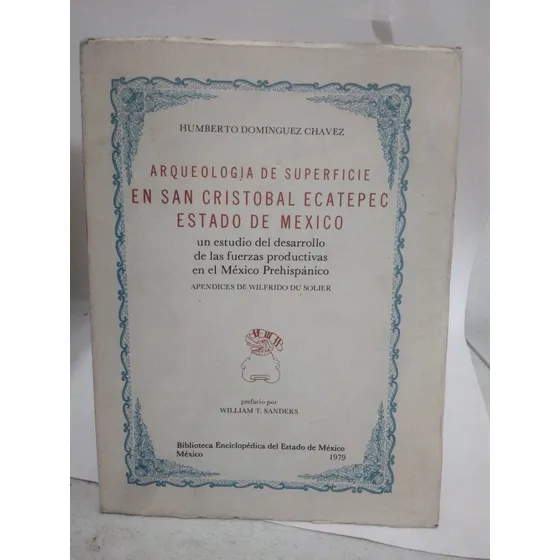 HUMBERTO DOMINGUEZ CHAVEZ
ARQUEOLOGIA DE SUPERFICIE
EN SAN CRISTOBAL ECATEPEC
ESTADO DE MEXICO
un estudio del desarrollo
de las fuerzas productivas
en el México Prehispánico
APENDICES DE WILFRIDO DU SOLIER
prefacio por
WILLIAM T. SANDERS
Biblioteca Enciclopédica del Estado de México
México 1979